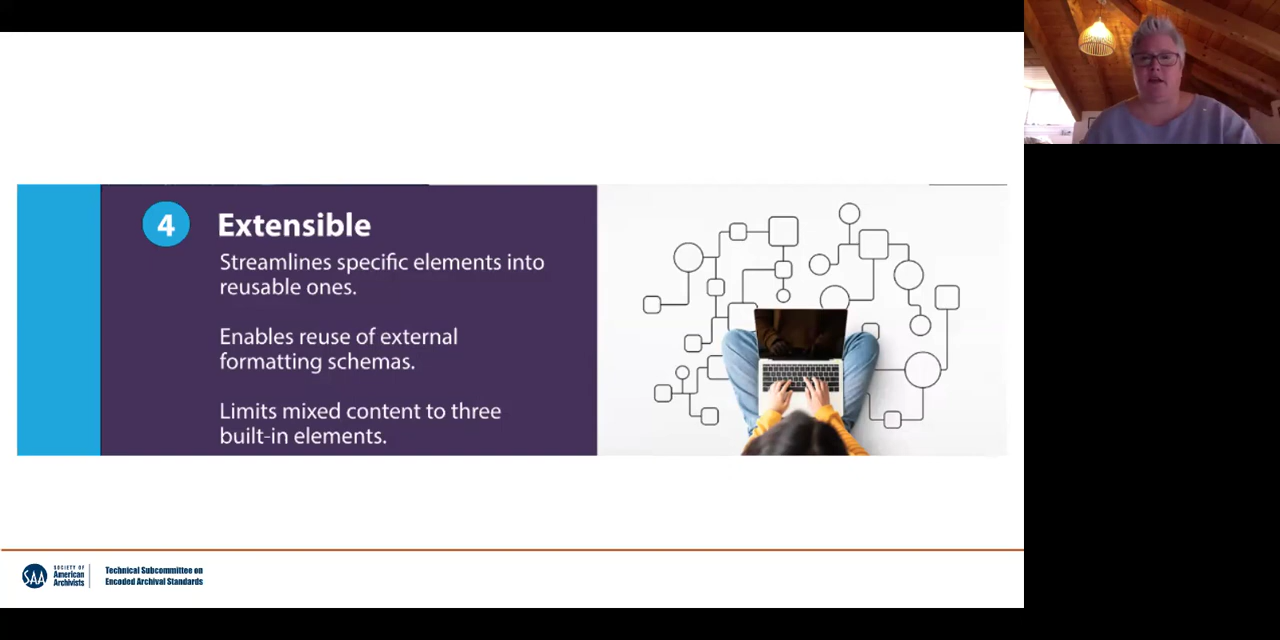 4
Extensible
Streamlines specific elements into
reusable ones.
Enables reuse of external
formatting schemas.
Limits mixed content to three
built-in elements.
SAA
SOCIETY OF
American
Archivists
Technical Subcommittee on
Encoded Archival Standards